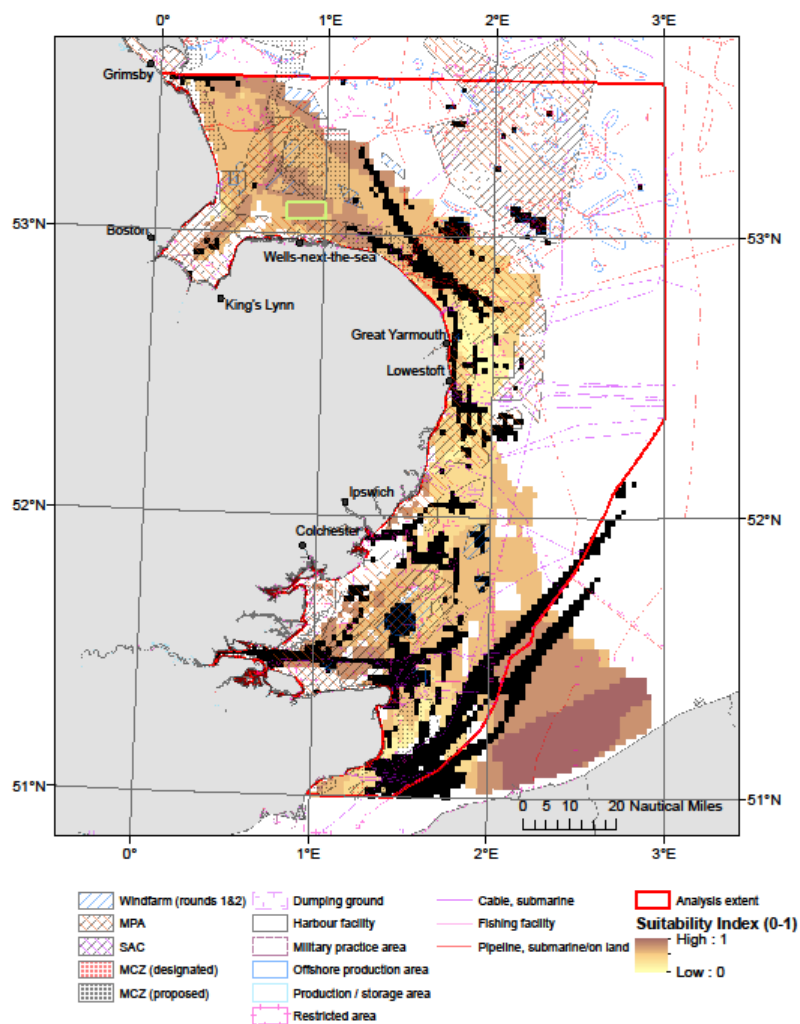 0° 1°E 2°E 3°E
Grimsby
53°N 53°N
Boston
Wells-next-the-sea
King's Lynn
Great Yarmouth
Lowestoft
52°N 52°N
Ipswich
Colchester
51°N 51°N
0 5 10 20 Nautical Miles
0° 1°E 2°E 3°E
Windfarm (rounds 1&2) Dumping ground Cable, submarine Analysis extent
MPA Harbour facility Fishing facility Suitability Index (0-1)
SAC Military practice area Pipeline, submarine/on land High : 1
MCZ (designated) Offshore production area Low : 0
MCZ (proposed) Production / storage area
Restricted area